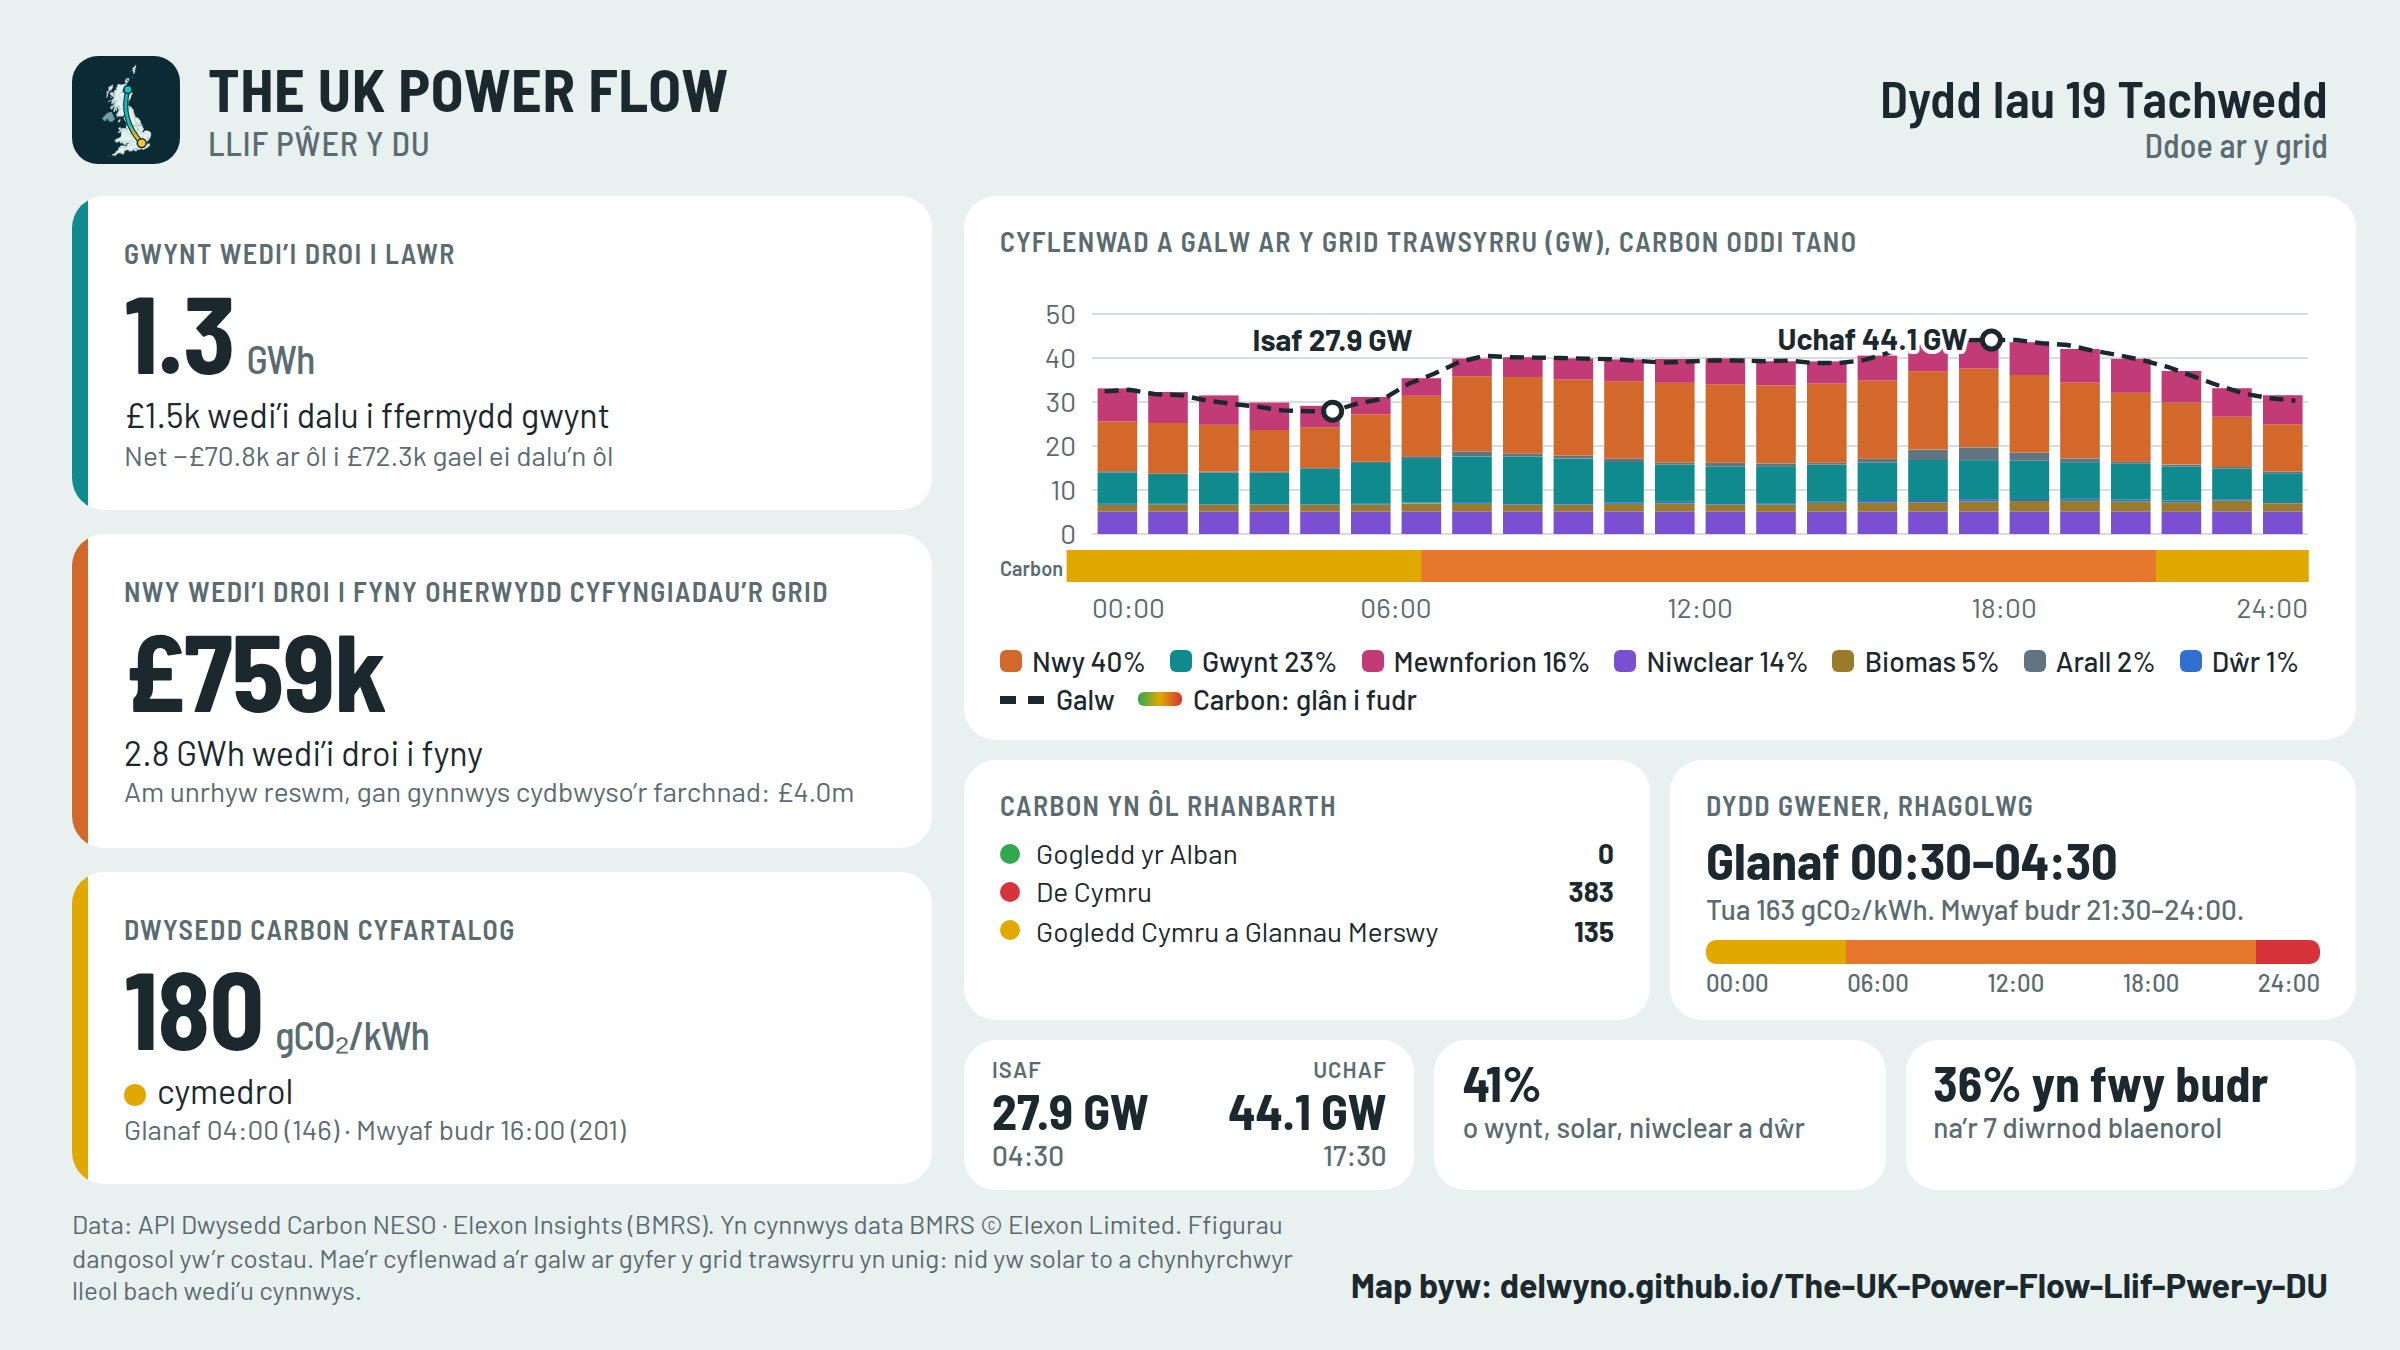 THE UK POWER FLOW
LLIF PŴER Y DU
Dydd Iau 19 Tachwedd
Ddoe ar y grid
GWYNT WEDI’I DROI I LAWR
1.3 GWh
£1.5k wedi’i dalu i ffermydd gwynt
Net −£70.8k ar ôl i £72.3k gael ei dalu’n ôl
NWY WEDI’I DROI I FYNY OHERWYDD CYFYNGIADAU’R GRID
£759k
2.8 GWh wedi’i droi i fyny
Am unrhyw reswm, gan gynnwys cydbwyso’r farchnad: £4.0m
DWYSEDD CARBON CYFARTALOG
180 gCO₂/kWh
cymedrol
Glanaf 04:00 (146) · Mwyaf budr 16:00 (201)
CYFLENWAD A GALW AR Y GRID TRAWSYRRU (GW), CARBON ODDI TANO
50
40
30
20
10
0
Isaf 27.9 GW
Uchaf 44.1 GW
Carbon
00:00 06:00 12:00 18:00 24:00
Nwy 40% Gwynt 23% Mewnforion 16% Niwclear 14% Biomas 5% Arall 2% Dŵr 1%
Galw Carbon: glân i fudr
CARBON YN ÔL RHANBARTH
Gogledd yr Alban 0
De Cymru 383
Gogledd Cymru a Glannau Merswy 135
DYDD GWENER, RHAGOLWG
Glanaf 00:30–04:30
Tua 163 gCO₂/kWh. Mwyaf budr 21:30–24:00.
00:00 06:00 12:00 18:00 24:00
ISAF UCHAF
27.9 GW 44.1 GW
04:30 17:30
41%
o wynt, solar, niwclear a dŵr
36% yn fwy budr
na’r 7 diwrnod blaenorol
Data: API Dwysedd Carbon NESO · Elexon Insights (BMRS). Yn cynnwys data BMRS © Elexon Limited. Ffigurau
dangosol yw’r costau. Mae’r cyflenwad a’r galw ar gyfer y grid trawsyrru yn unig: nid yw solar to a chynhyrchwyr
lleol bach wedi’u cynnwys.
Map byw: delwyno.github.io/The-UK-Power-Flow-Llif-Pwer-y-DU